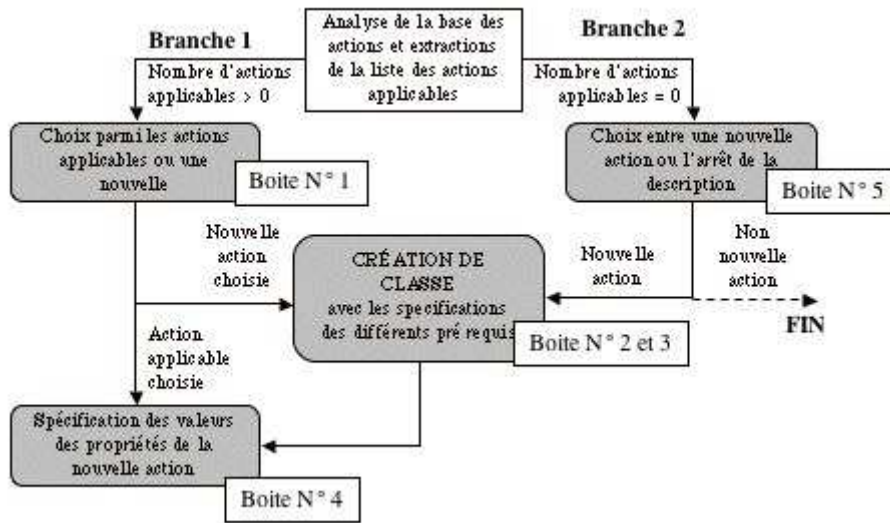 Branche 1
Analyse de la base des
actions et extractions
de la liste des actions
applicables
Branche 2
Nombre d'actions
applicables > 0
Nombre d'actions
applicables = 0
Choix parmi les actions
applicables ou une
nouvelle
Boite N° 1
Choix entre une nouvelle
action ou l'arrêt de la
description
Boite N° 5
Nouvelle
action
choisie
CRÉATION DE
CLASSE
avec les specifications
des différents pré requis
Boite N° 2 et 3
Nouvelle
action
Non
nouvelle
action
FIN
Action
applicable
choisie
Spécification des valeurs
des propriétés de la
nouvelle action
Boite N° 4